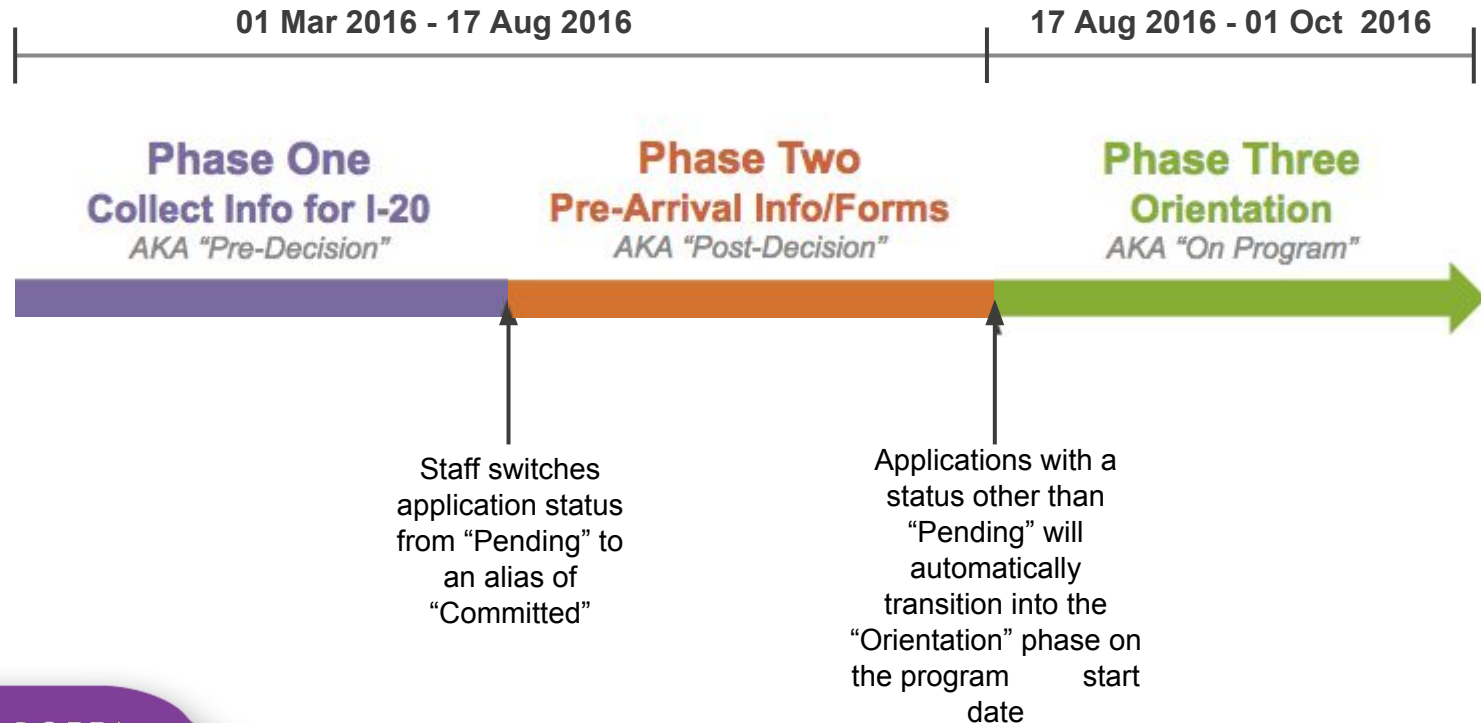 01 Mar 2016 - 17 Aug 2016
17 Aug 2016 - 01 Oct 2016
Phase One
Collect Info for I-20
AKA "Pre-Decision"
Phase Two
Pre-Arrival Info/Forms
AKA "Post-Decision"
Phase Three
Orientation
AKA "On Program"
Staff switches
application status
from “Pending” to
an alias of
“Committed”
Applications with a
status other than
“Pending” will
automatically
transition into the
“Orientation” phase on
the program start
date